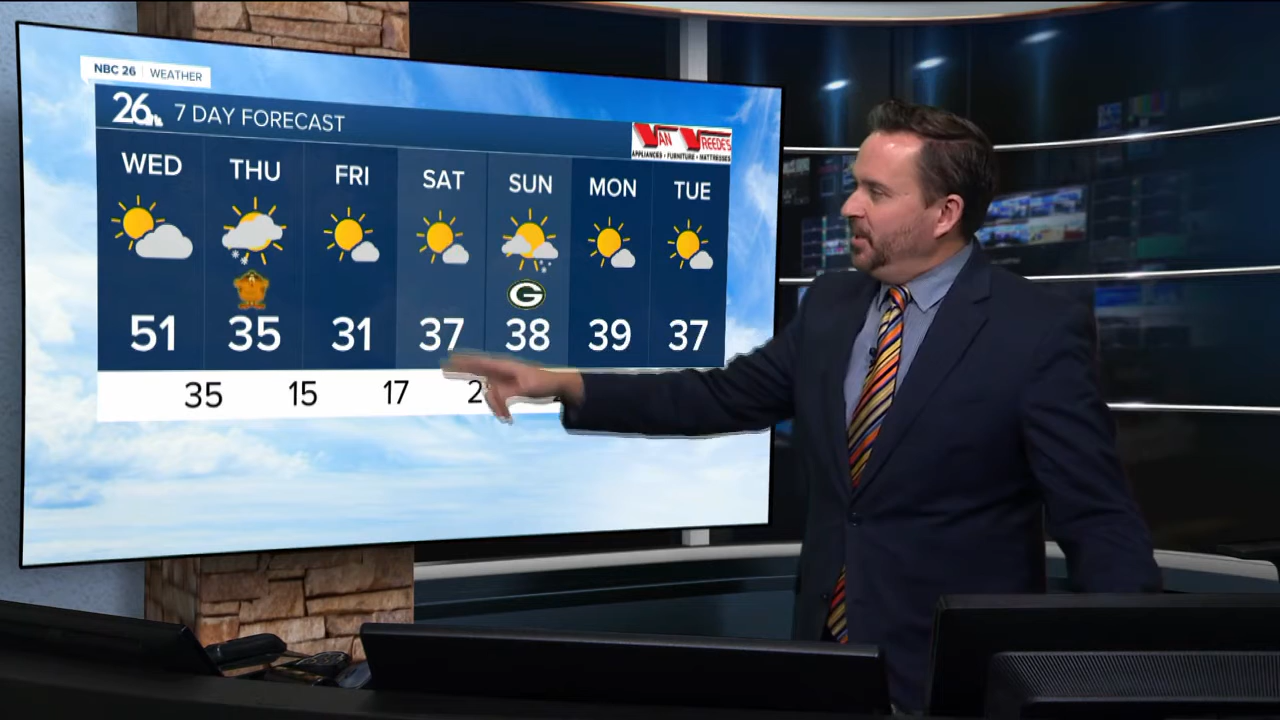 NBC 26 WEATHER
26 7 DAY FORECAST
VAN VREEDE'S
APPLIANCES • FURNITURE • MATTRESSES
WED THU FRI SAT SUN MON TUE
G
51 35 31 37 38 39 37
35 15 17 2